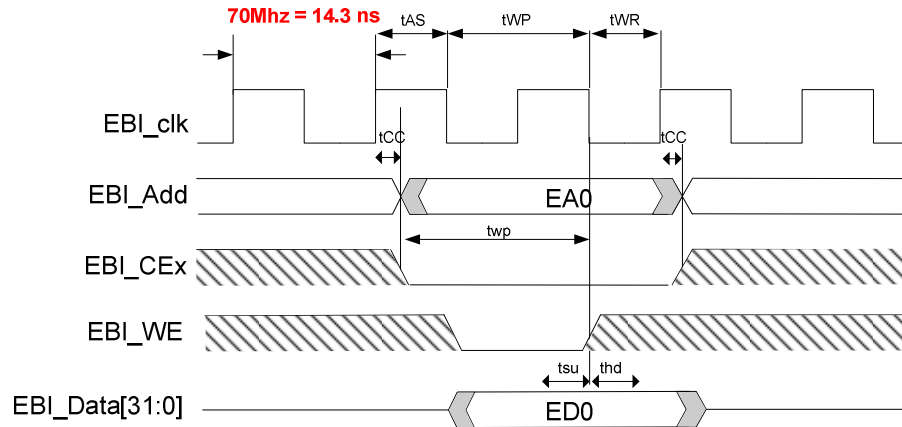 70Mhz = 14.3 ns
tAS
tWP
tWR
EBI_clk
tCC
tCC
EBI_Add
EA0
twp
EBI_CEx
EBI_WE
tsu
thd
EBI_Data[31:0]
ED0